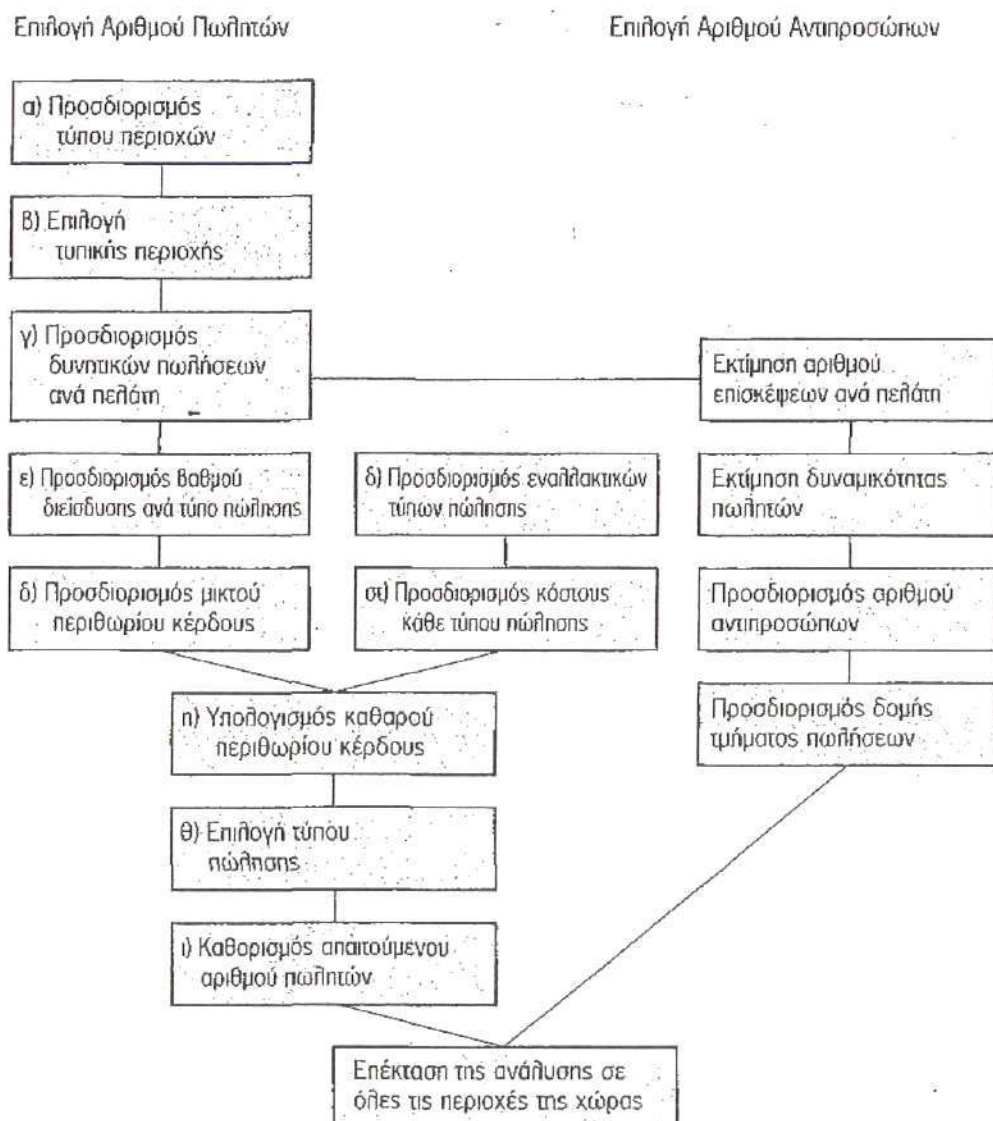 Επιλογή Αριθμού Πωλητών
Επιλογή Αριθμού Αντιπροσώπων
α) Προσδιορισμός
τύπου περιοχών
β) Επιλογή
τυπικής περιοχής
γ) Προσδιορισμός
δυνητικών πωλήσεων
ανά πελάτη
Εκτίμηση αριθμού
επισκέψεων ανά πελάτη
ε) Προσδιορισμός βαθμού
διείσδυσης ανά τύπο πώλησης
δ) Προσδιορισμός εναλλακτικών
τύπων πώλησης
Εκτίμηση δυναμικότητας
πωλητών
δ) Προσδιορισμός μικτού
περιθωρίου κέρδους
στ) Προσδιορισμός κόστους
κάθε τύπου πώλησης
Προσδιορισμός αριθμού
αντιπροσώπων
η) Υπολογισμός καθαρού
περιθωρίου κέρδους
Προσδιορισμός δομής
τμήματος πωλήσεων
θ) Επιλογή τύπου
πώλησης
ι) Καθορισμός απαιτούμενου
αριθμού πωλητών
Επέκταση της ανάλυσης σε
όλες τις περιοχές της χώρας